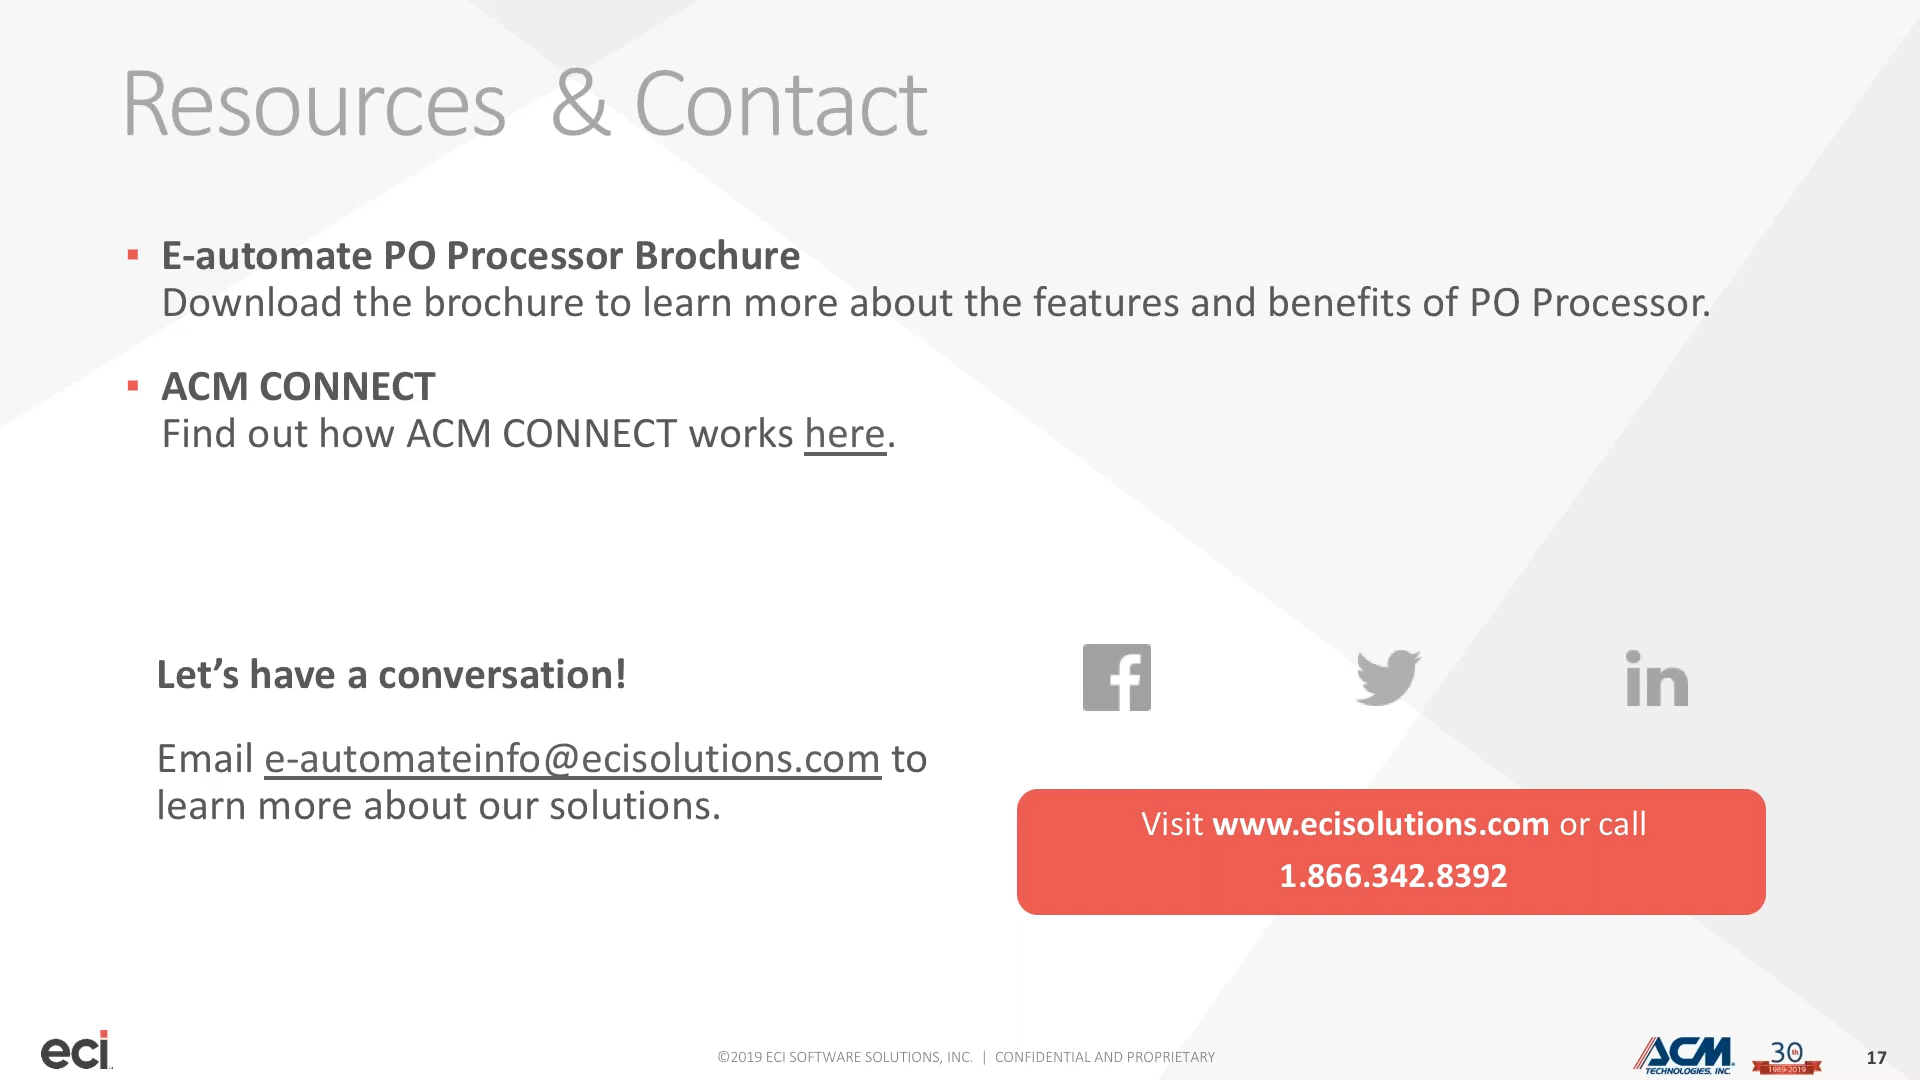 Resources & Contact
▪ E-automate PO Processor Brochure
Download the brochure to learn more about the features and benefits of PO Processor.
▪ ACM CONNECT
Find out how ACM CONNECT works here.
Let’s have a conversation!
Email e-automateinfo@ecisolutions.com to
learn more about our solutions.
f
in
Visit www.ecisolutions.com or call
1.866.342.8392
eci
©2019 ECI SOFTWARE SOLUTIONS, INC. | CONFIDENTIAL AND PROPRIETARY
ACM
TECHNOLOGIES, INC.
30th
1989-2019
17